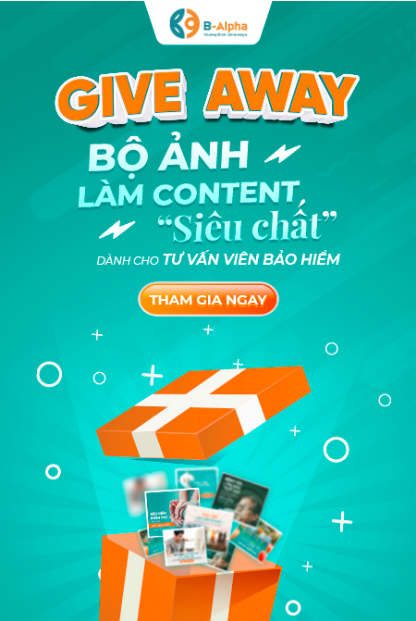 B-Alpha
GIVE AWAY
BỘ ẢNH
LÀM CONTENT
“Siêu chất”
DÀNH CHO TƯ VẤN VIÊN BẢO HIỂM
THAM GIA NGAY